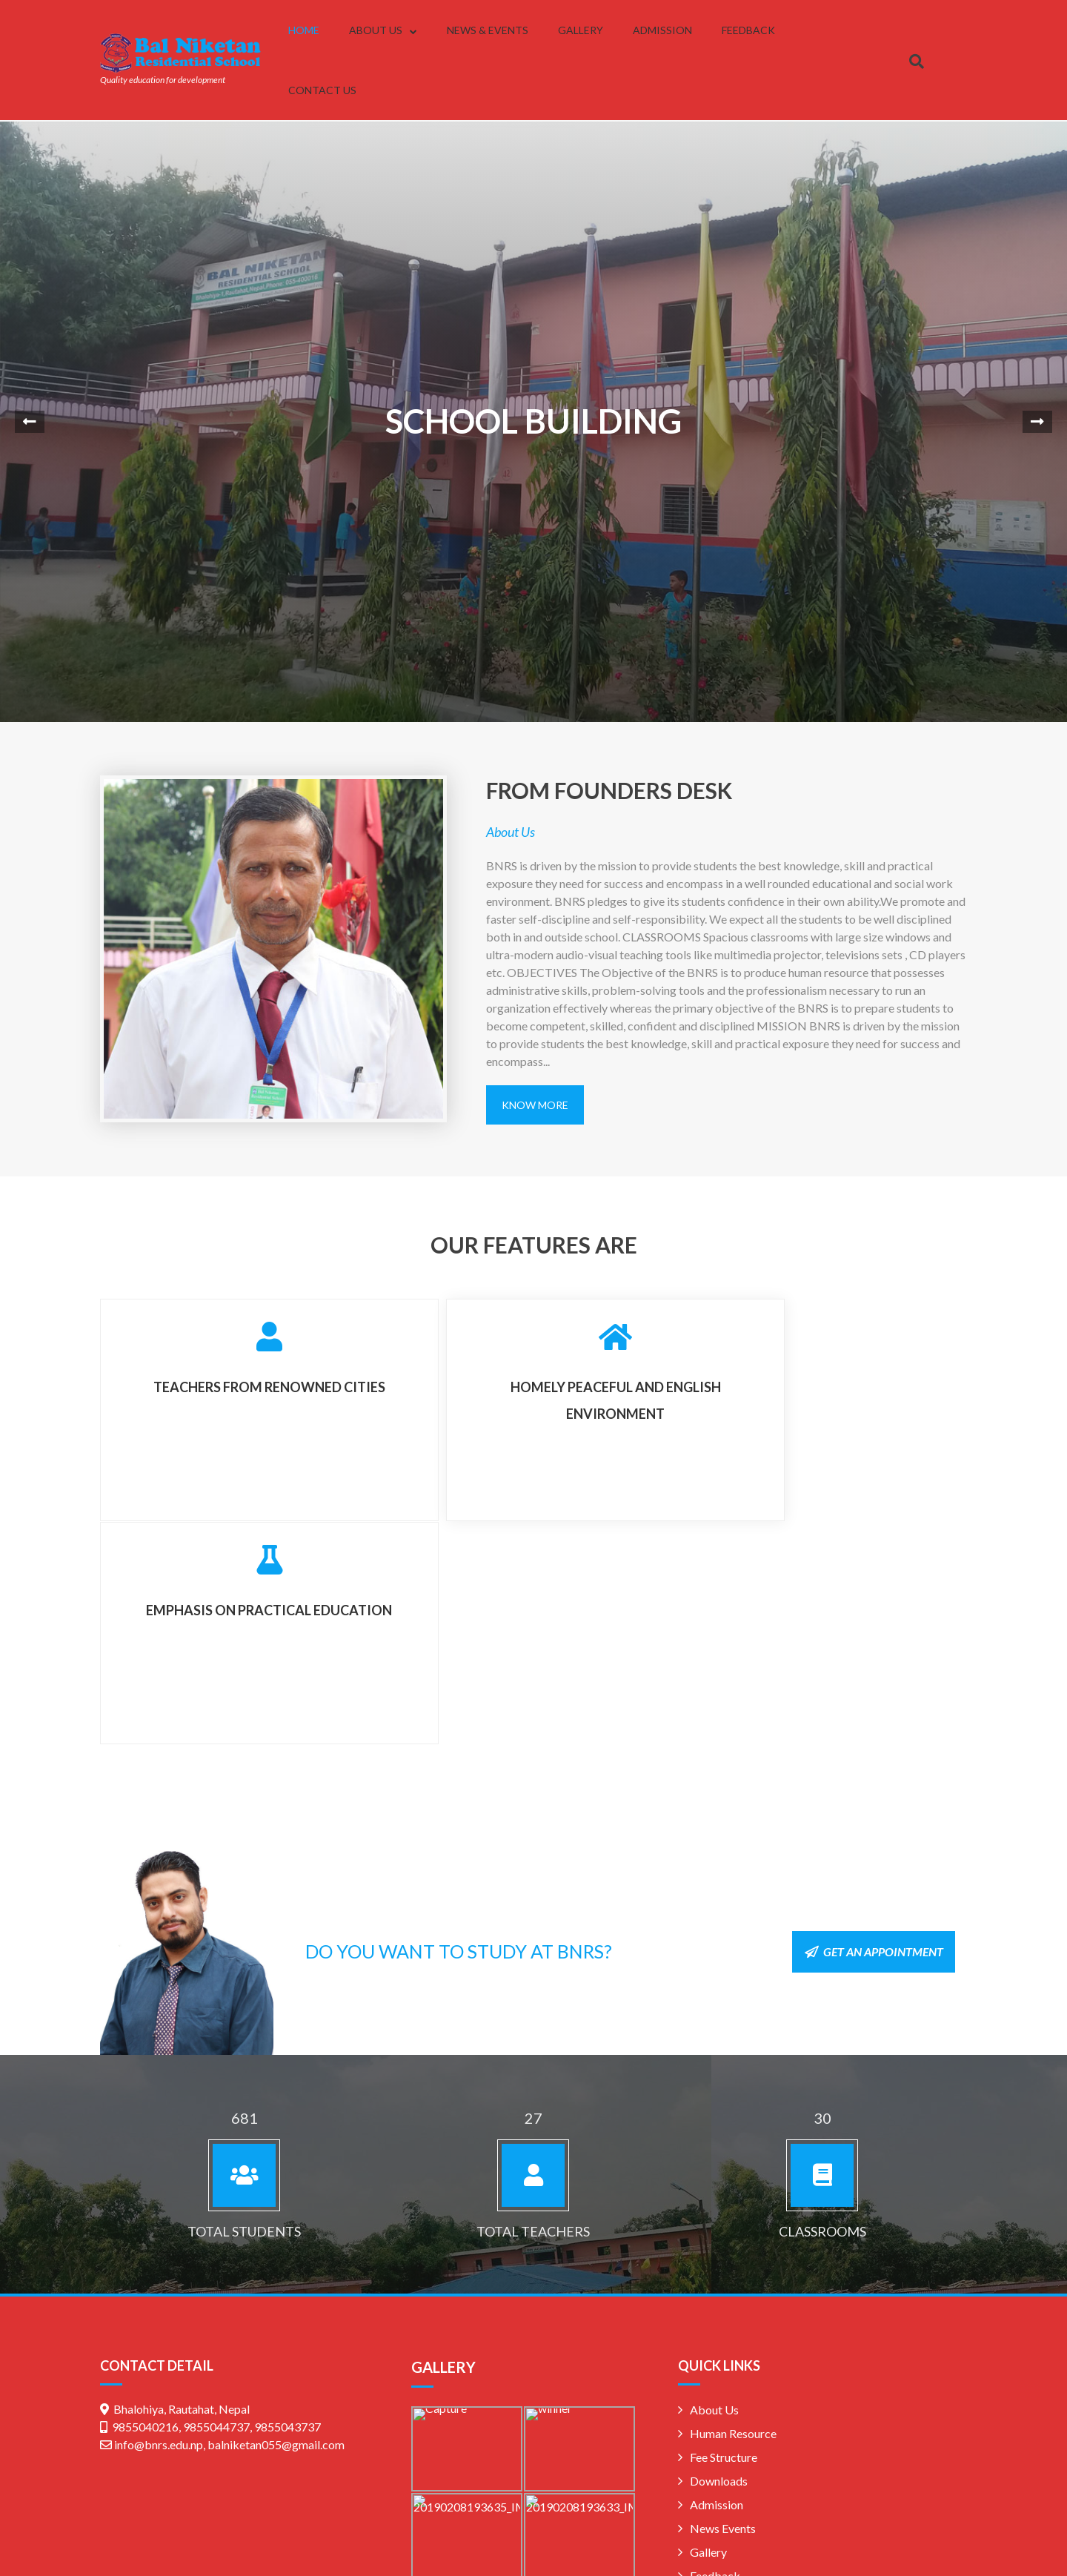 Bal Niketan
Residential School
Quality education for development
HOME
ABOUT US
NEWS & EVENTS
GALLERY
ADMISSION
FEEDBACK
CONTACT US
BAL NIKETAN
RESIDENTIAL SCHOOL
SCHOOL BUILDING
FROM FOUNDERS DESK
About Us
BNRS is driven by the mission to provide students the best knowledge, skill and practical
exposure they need for success and encompass in a well rounded educational and social work
environment. BNRS pledges to give its students confidence in their own ability.We promote and
faster self-discipline and self-responsibility. We expect all the students to be well disciplined
both in and outside school. CLASSROOMS Spacious classrooms with large size windows and
ultra-modern audio-visual teaching tools like multimedia projector, televisions sets , CD players
etc. OBJECTIVES The Objective of the BNRS is to produce human resource that possesses
administrative skills, problem-solving tools and the professionalism necessary to run an
organization effectively whereas the primary objective of the BNRS is to prepare students to
become competent, skilled, confident and disciplined MISSION BNRS is driven by the mission
to provide students the best knowledge, skill and practical exposure they need for success and
encompass...
KNOW MORE
OUR FEATURES ARE
TEACHERS FROM RENOWNED CITIES
HOMELY PEACEFUL AND ENGLISH
ENVIRONMENT
EMPHASIS ON PRACTICAL EDUCATION
DO YOU WANT TO STUDY AT BNRS?
GET AN APPOINTMENT
681
TOTAL STUDENTS
27
TOTAL TEACHERS
30
CLASSROOMS
CONTACT DETAIL
Bhalohiya, Rautahat, Nepal
9855040216, 9855044737, 9855043737
info@bnrs.edu.np, balniketan055@gmail.com
GALLERY
Capture
winner
20190208193635_IM
20190208193633_IM
QUICK LINKS
About Us
Human Resource
Fee Structure
Downloads
Admission
News Events
Gallery
Feedback